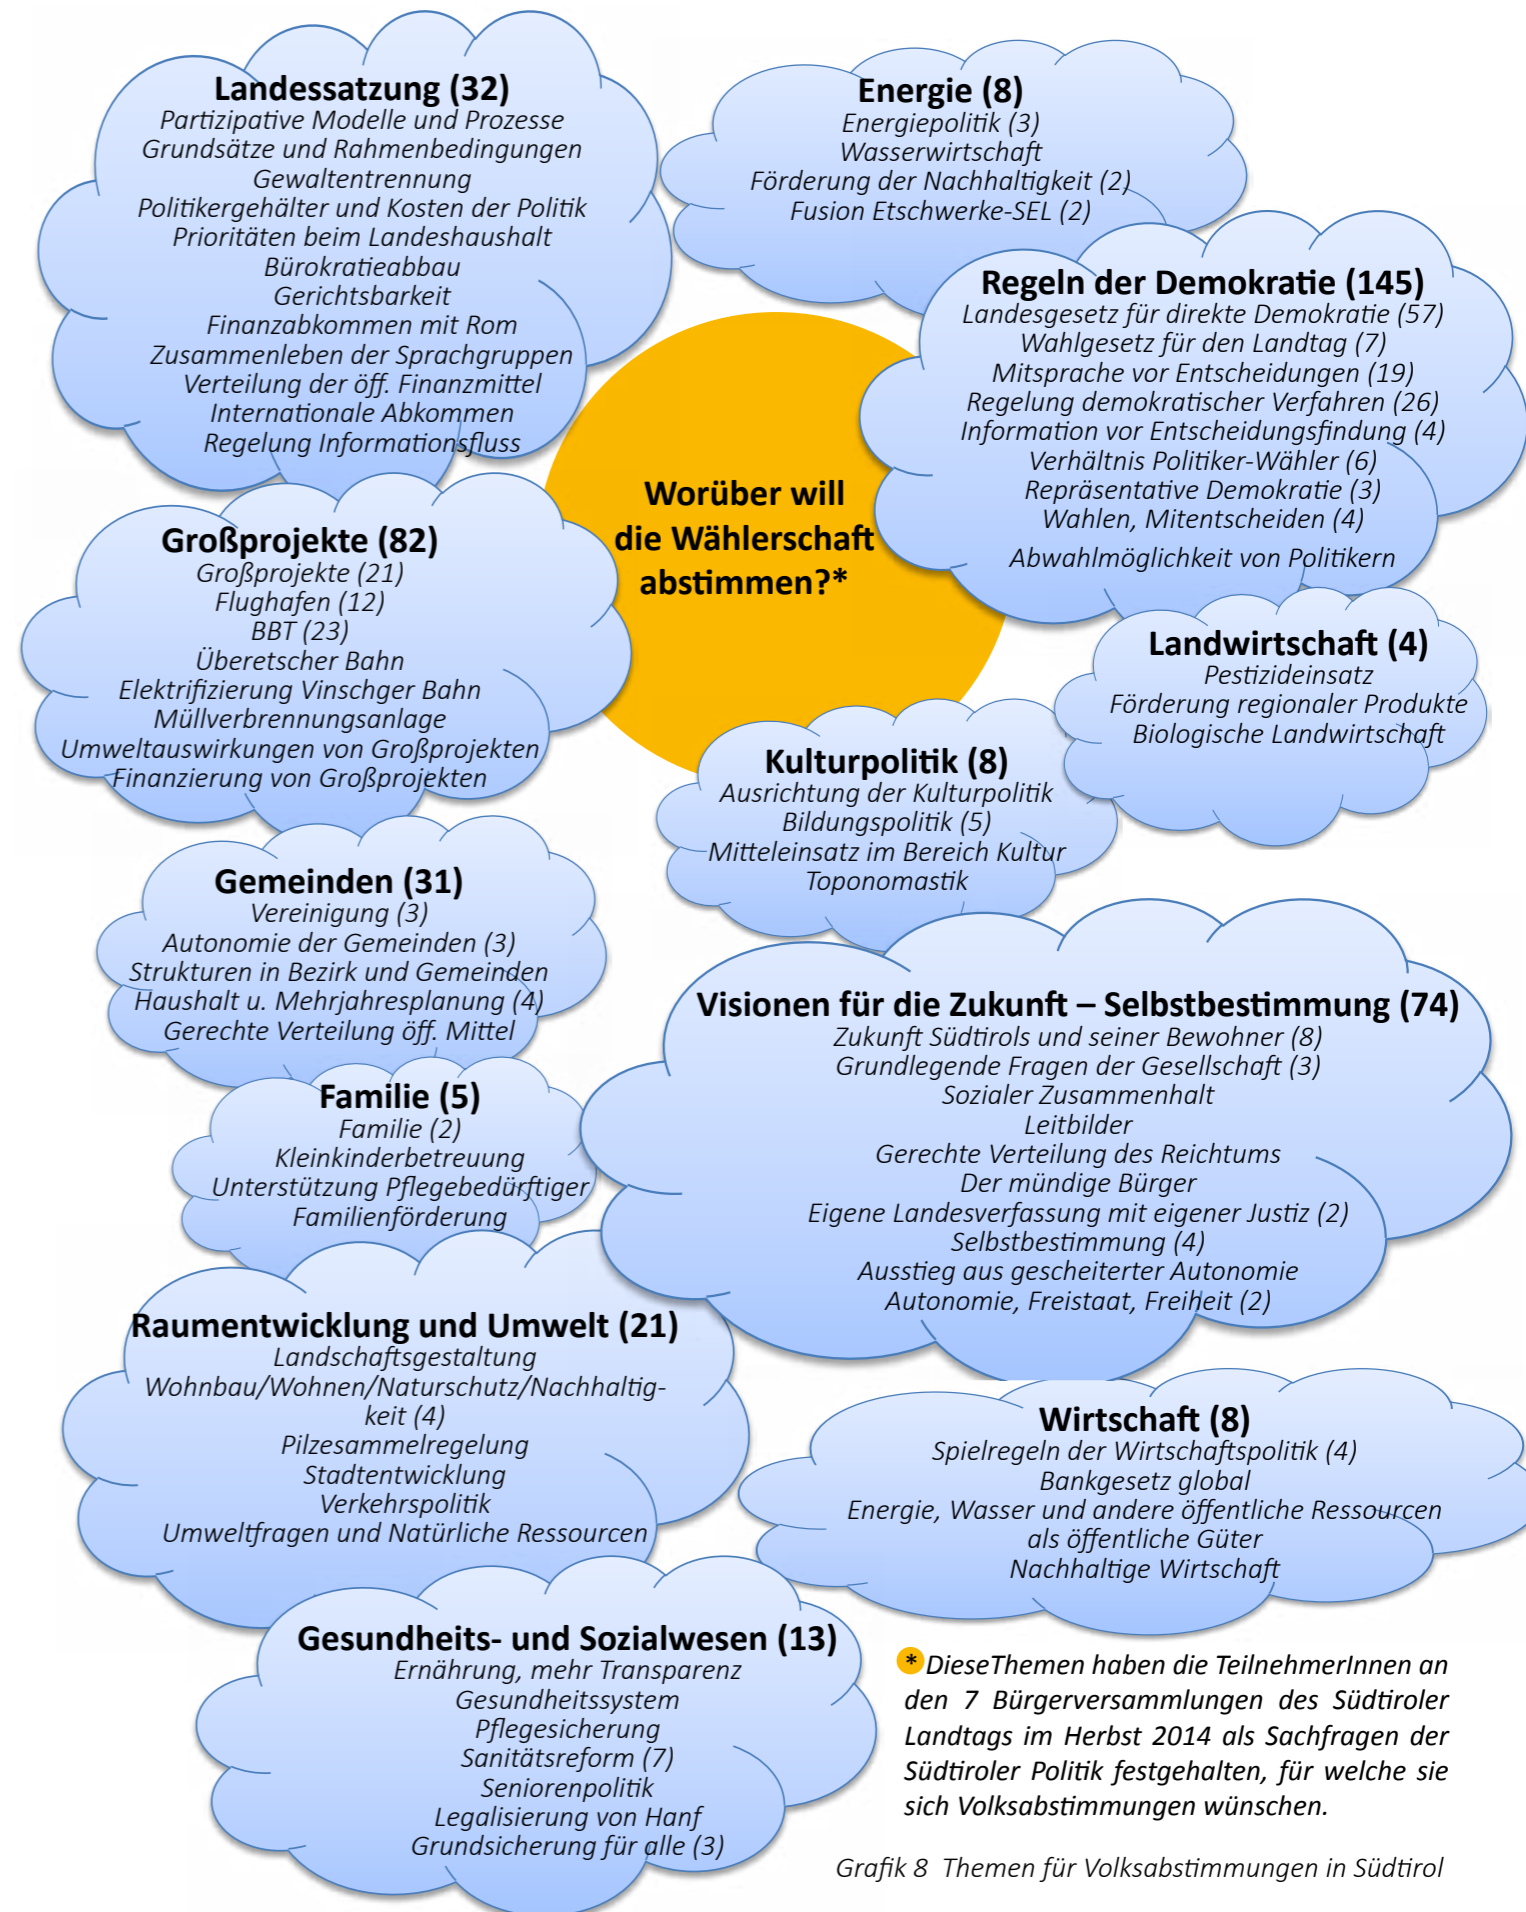 Landessatzung (32)
Partizipative Modelle und Prozesse
Grundsätze und Rahmenbedingungen
Gewaltentrennung
Politikergehälter und Kosten der Politik
Prioritäten beim Landeshaushalt
Bürokratieabbau
Gerichtsbarkeit
Finanzabkommen mit Rom
Zusammenleben der Sprachgruppen
Verteilung der öff. Finanzmittel
Internationale Abkommen
Regelung Informationsfluss
Energie (8)
Energiepolitik (3)
Wasserwirtschaft
Förderung der Nachhaltigkeit (2)
Fusion Etschwerke-SEL (2)
Regeln der Demokratie (145)
Landesgesetz für direkte Demokratie (57)
Wahlgesetz für den Landtag (7)
Mitsprache vor Entscheidungen (19)
Regelung demokratischer Verfahren (26)
Information vor Entscheidungsfindung (4)
Verhältnis Politiker-Wähler (6)
Repräsentative Demokratie (3)
Wahlen, Mitentscheiden (4)
Abwahlmöglichkeit von Politikern
Worüber will
die Wählerschaft
abstimmen?*
Großprojekte (82)
Großprojekte (21)
Flughafen (12)
BBT (23)
Überetscher Bahn
Elektrifizierung Vinschger Bahn
Müllverbrennungsanlage
Umweltauswirkungen von Großprojekten
Finanzierung von Großprojekten
Landwirtschaft (4)
Pestizideinsatz
Förderung regionaler Produkte
Biologische Landwirtschaft
Kulturpolitik (8)
Ausrichtung der Kulturpolitik
Bildungspolitik (5)
Mitteleinsatz im Bereich Kultur
Toponomastik
Gemeinden (31)
Vereinigung (3)
Autonomie der Gemeinden (3)
Strukturen in Bezirk und Gemeinden
Haushalt u. Mehrjahresplanung (4)
Gerechte Verteilung öff. Mittel
Visionen für die Zukunft – Selbstbestimmung (74)
Zukunft Südtirols und seiner Bewohner (8)
Grundlegende Fragen der Gesellschaft (3)
Sozialer Zusammenhalt
Leitbilder
Gerechte Verteilung des Reichtums
Der mündige Bürger
Eigene Landesverfassung mit eigener Justiz (2)
Selbstbestimmung (4)
Ausstieg aus gescheiterter Autonomie
Autonomie, Freistaat, Freiheit (2)
Familie (5)
Familie (2)
Kleinkinderbetreuung
Unterstützung Pflegebedürftiger
Familienförderung
Raumentwicklung und Umwelt (21)
Landschaftsgestaltung
Wohnbau/Wohnen/Naturschutz/Nachhaltig-
keit (4)
Pilzesammelregelung
Stadtentwicklung
Verkehrspolitik
Umweltfragen und Natürliche Ressourcen
Wirtschaft (8)
Spielregeln der Wirtschaftspolitik (4)
Bankgesetz global
Energie, Wasser und andere öffentliche Ressourcen
als öffentliche Güter
Nachhaltige Wirtschaft
Gesundheits- und Sozialwesen (13)
Ernährung, mehr Transparenz
Gesundheitssystem
Pflegesicherung
Sanitätsreform (7)
Seniorenpolitik
Legalisierung von Hanf
Grundsicherung für alle (3)
* DieseThemen haben die TeilnehmerInnen an
den 7 Bürgerversammlungen des Südtiroler
Landtags im Herbst 2014 als Sachfragen der
Südtiroler Politik festgehalten, für welche sie
sich Volksabstimmungen wünschen.
Grafik 8 Themen für Volksabstimmungen in Südtirol